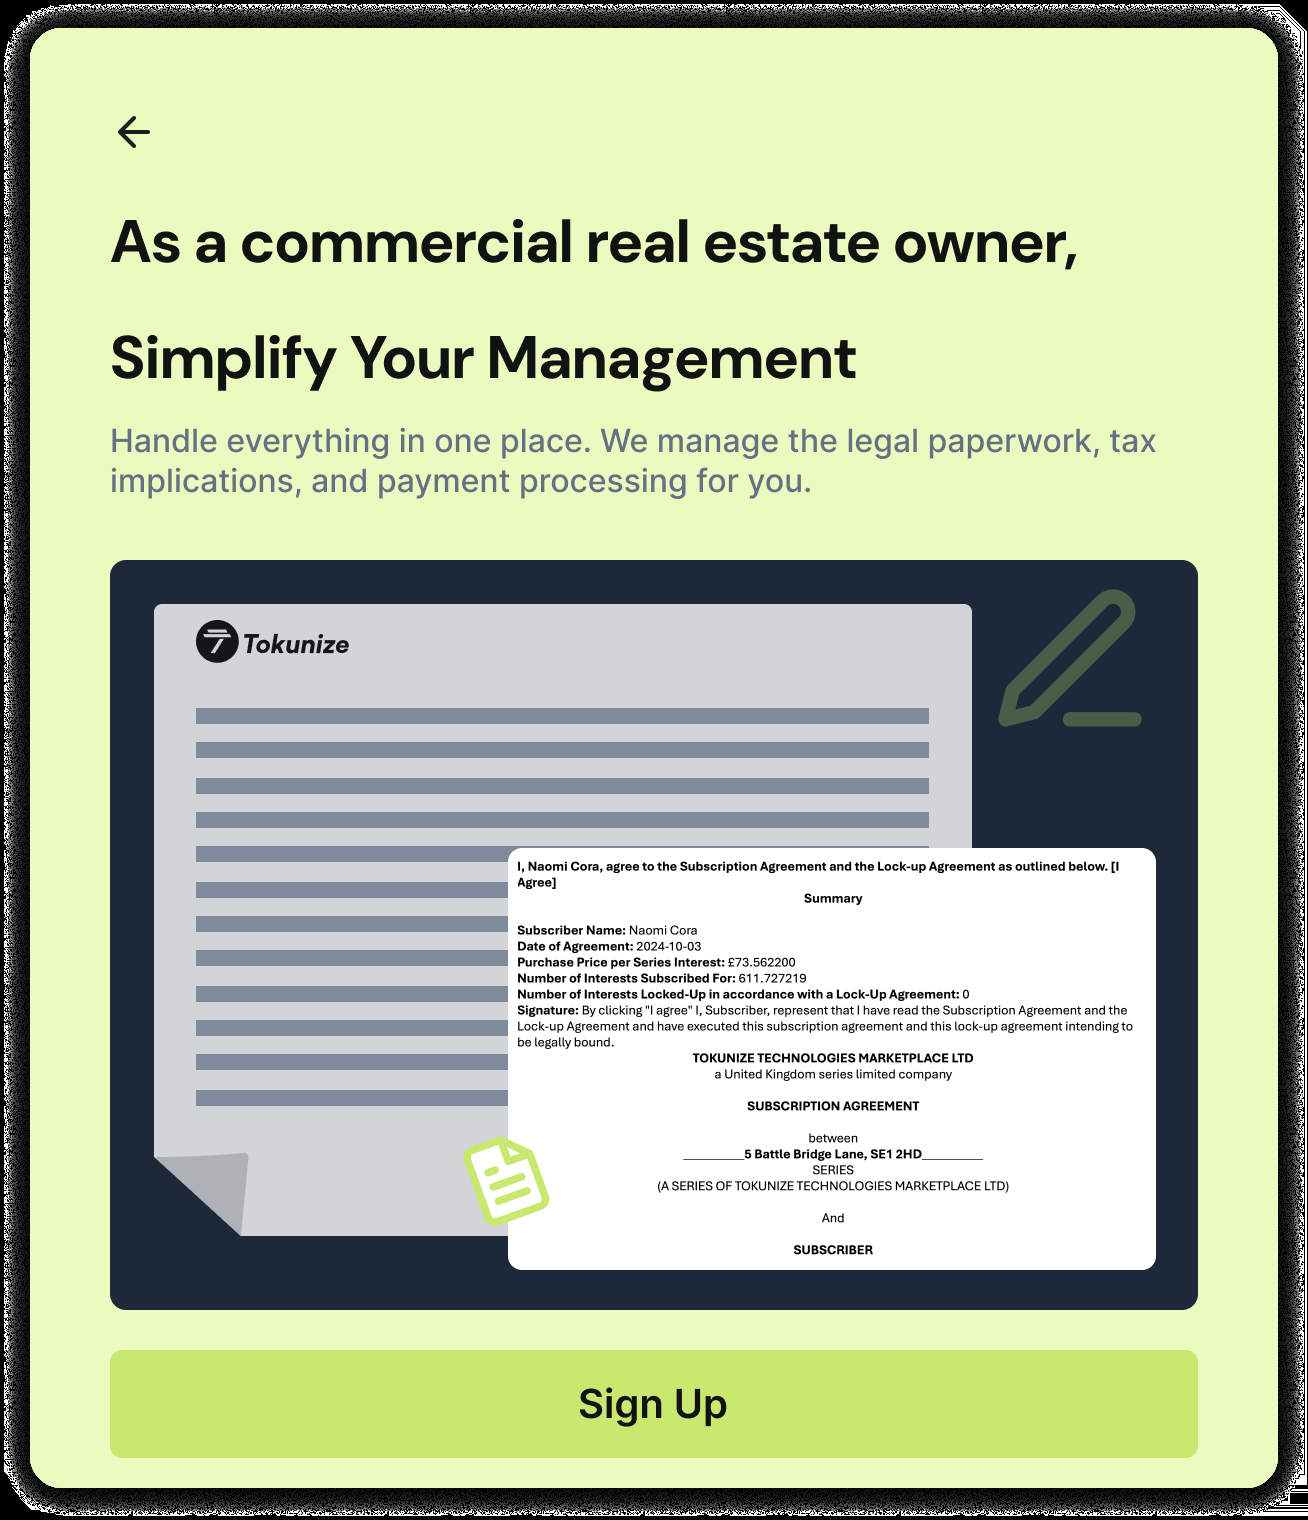 As a commercial real estate owner,
Simplify Your Management
Handle everything in one place. We manage the legal paperwork, tax
implications, and payment processing for you.
Tokunize
I, Naomi Cora, agree to the Subscription Agreement and the Lock-up Agreement as outlined below. [I
Agree]
Summary
Subscriber Name: Naomi Cora
Date of Agreement: 2024-10-03
Purchase Price per Series Interest: £73.562200
Number of Interests Subscribed For: 611.727219
Number of Interests Locked-Up in accordance with a Lock-Up Agreement: 0
Signature: By clicking "I agree" I, Subscriber, represent that I have read the Subscription Agreement and the
Lock-up Agreement and have executed this subscription agreement and this lock-up agreement intending to
be legally bound.
TOKUNIZE TECHNOLOGIES MARKETPLACE LTD
a United Kingdom series limited company
SUBSCRIPTION AGREEMENT
between
__________5 Battle Bridge Lane, SE1 2HD__________
SERIES
(A SERIES OF TOKUNIZE TECHNOLOGIES MARKETPLACE LTD)
And
SUBSCRIBER
Sign Up